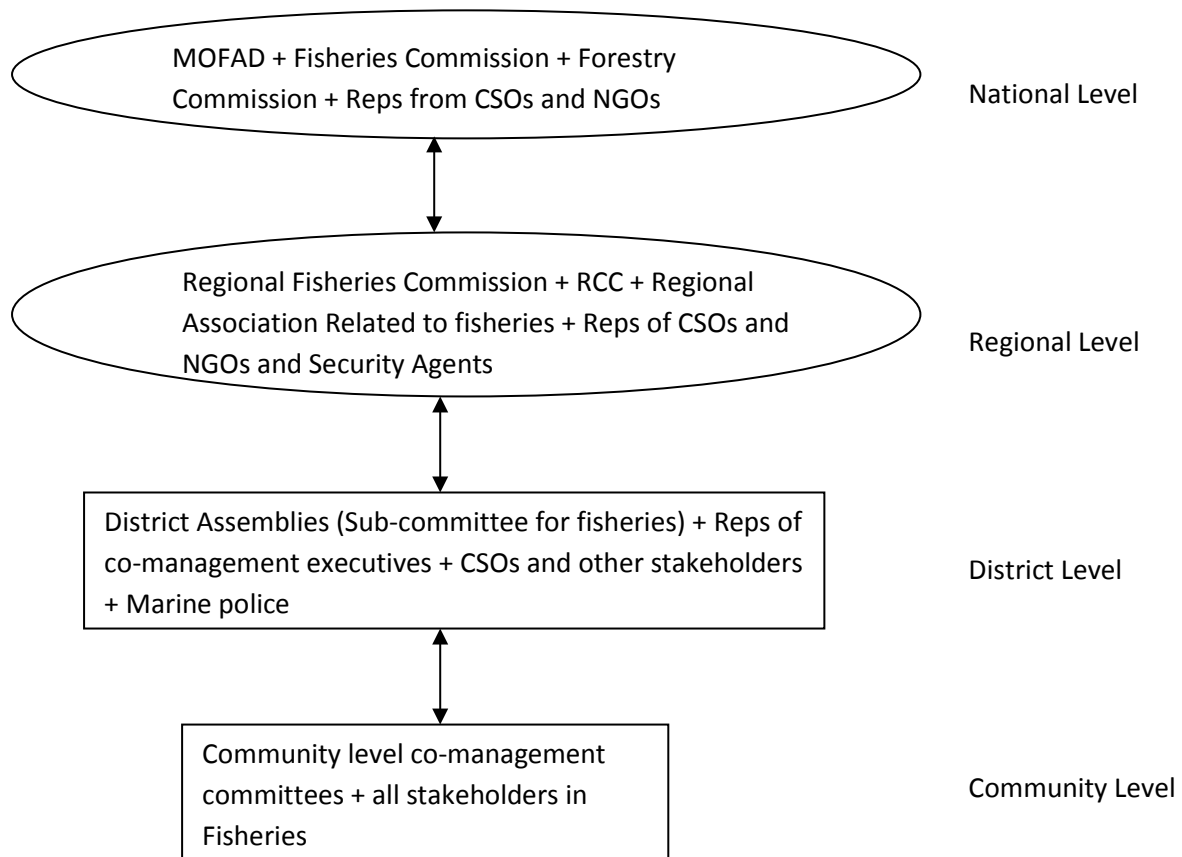 MOFAD + Fisheries Commission + Forestry
Commission + Reps from CSOs and NGOs
National Level
Regional Fisheries Commission + RCC + Regional
Association Related to fisheries + Reps of CSOs and
NGOs and Security Agents
Regional Level
District Assemblies (Sub-committee for fisheries) + Reps of
co-management executives + CSOs and other stakeholders
+ Marine police
District Level
Community level co-management
committees + all stakeholders in
Fisheries
Community Level